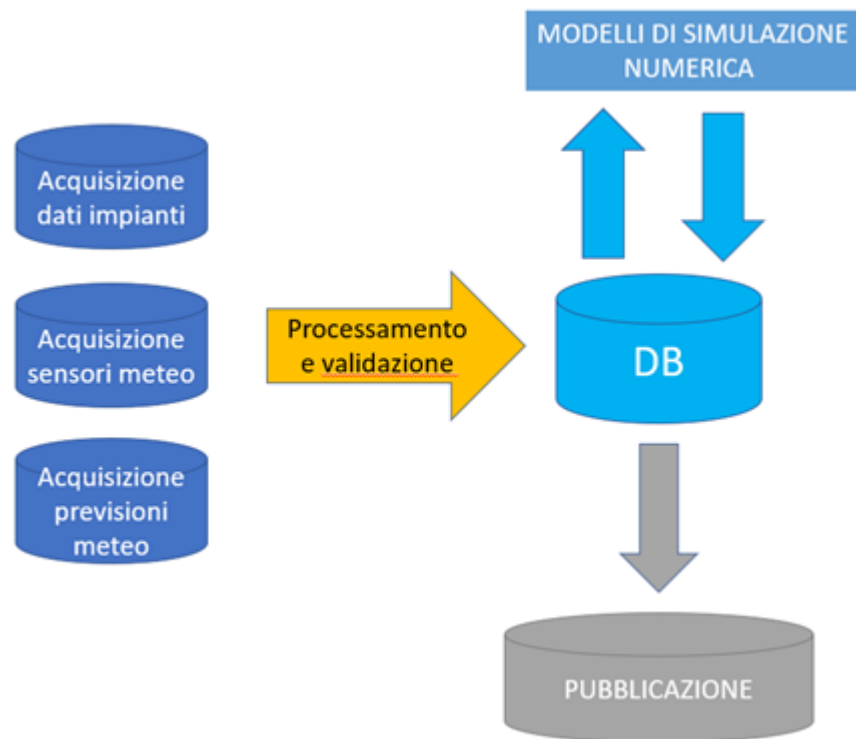 MODELLI DI SIMULAZIONE
NUMERICA
Acquisizione
dati impianti
Acquisizione
sensori meteo
Acquisizione
previsioni
meteo
Processamento
e validazione
DB
PUBBLICAZIONE